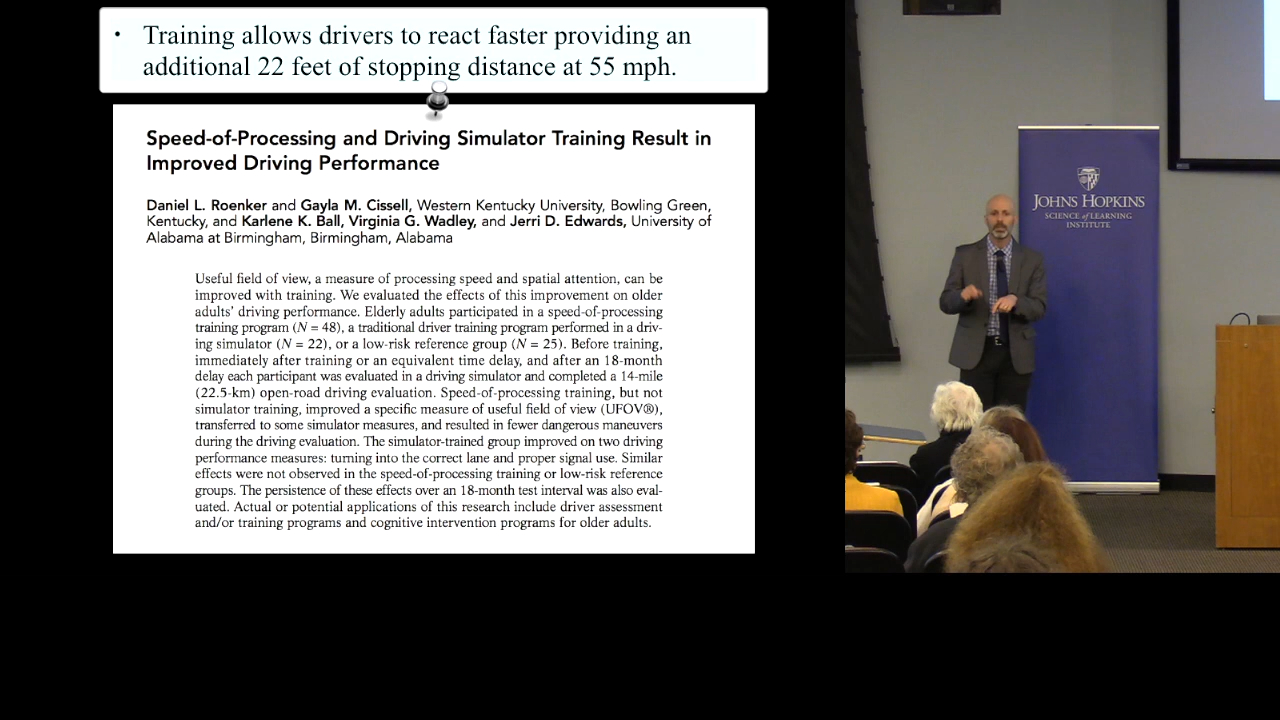 • Training allows drivers to react faster providing an
additional 22 feet of stopping distance at 55 mph.
Speed-of-Processing and Driving Simulator Training Result in
Improved Driving Performance
Daniel L. Roenker and Gayla M. Cissell, Western Kentucky University, Bowling Green,
Kentucky, and Karlene K. Ball, Virginia G. Wadley, and Jerri D. Edwards, University of
Alabama at Birmingham, Birmingham, Alabama
Useful field of view, a measure of processing speed and spatial attention, can be
improved with training. We evaluated the effects of this improvement on older
adults' driving performance. Elderly adults participated in a speed-of-processing
training program (N = 48), a traditional driver training program performed in a driv-
ing simulator (N = 22), or a low-risk reference group (N = 25). Before training,
immediately after training or an equivalent time delay, and after an 18-month
delay each participant was evaluated in a driving simulator and completed a 14-mile
(22.5-km) open-road driving evaluation. Speed-of-processing training, but not
simulator training, improved a specific measure of useful field of view (UFOV®),
transferred to some simulator measures, and resulted in fewer dangerous maneuvers
during the driving evaluation. The simulator-trained group improved on two driving
performance measures: turning into the correct lane and proper signal use. Similar
effects were not observed in the speed-of-processing training or low-risk reference
groups. The persistence of these effects over an 18-month test interval was also eval-
uated. Actual or potential applications of this research include driver assessment
and/or training programs and cognitive intervention programs for older adults.
JOHNS HOPKINS
SCIENCE of LEARNING
INSTITUTE